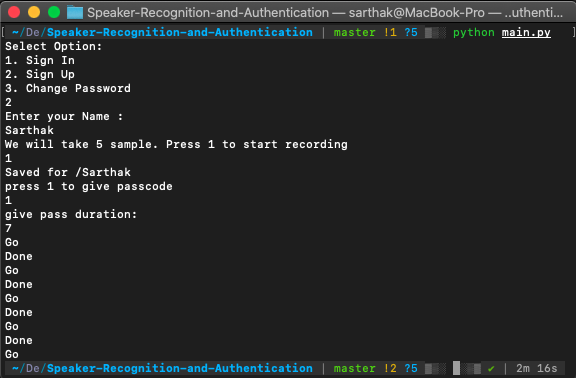 Speaker-Recognition-and-Authentication — sarthak@MacBook-Pro — ..uthenti...
[ ~/De/Speaker-Recognition-and-Authentication | master !1 ?5 python main.py ]
Select Option:
1. Sign In
2. Sign Up
3. Change Password
2
Enter your Name :
Sarthak
We will take 5 sample. Press 1 to start recording
1
Saved for /Sarthak
press 1 to give passcode
1
give pass duration:
7
Go
Done
Go
Done
Go
Done
Go
Done
Go
~/De/Speaker-Recognition-and-Authentication | master !2 ?5 ✔ | 2m 16s